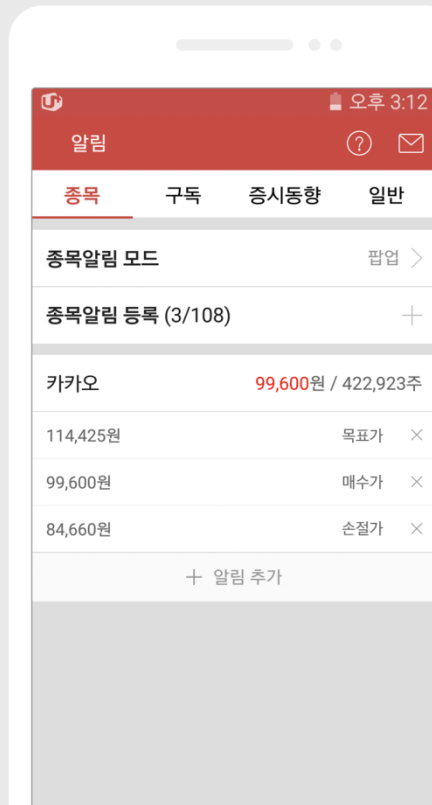 오후 3:12
알림
종목 구독 증시동향 일반
종목알림 모드 팝업
종목알림 등록 (3/108)
카카오 99,600원 / 422,923주
114,425원 목표가
99,600원 매수가
84,660원 손절가
+ 알림 추가